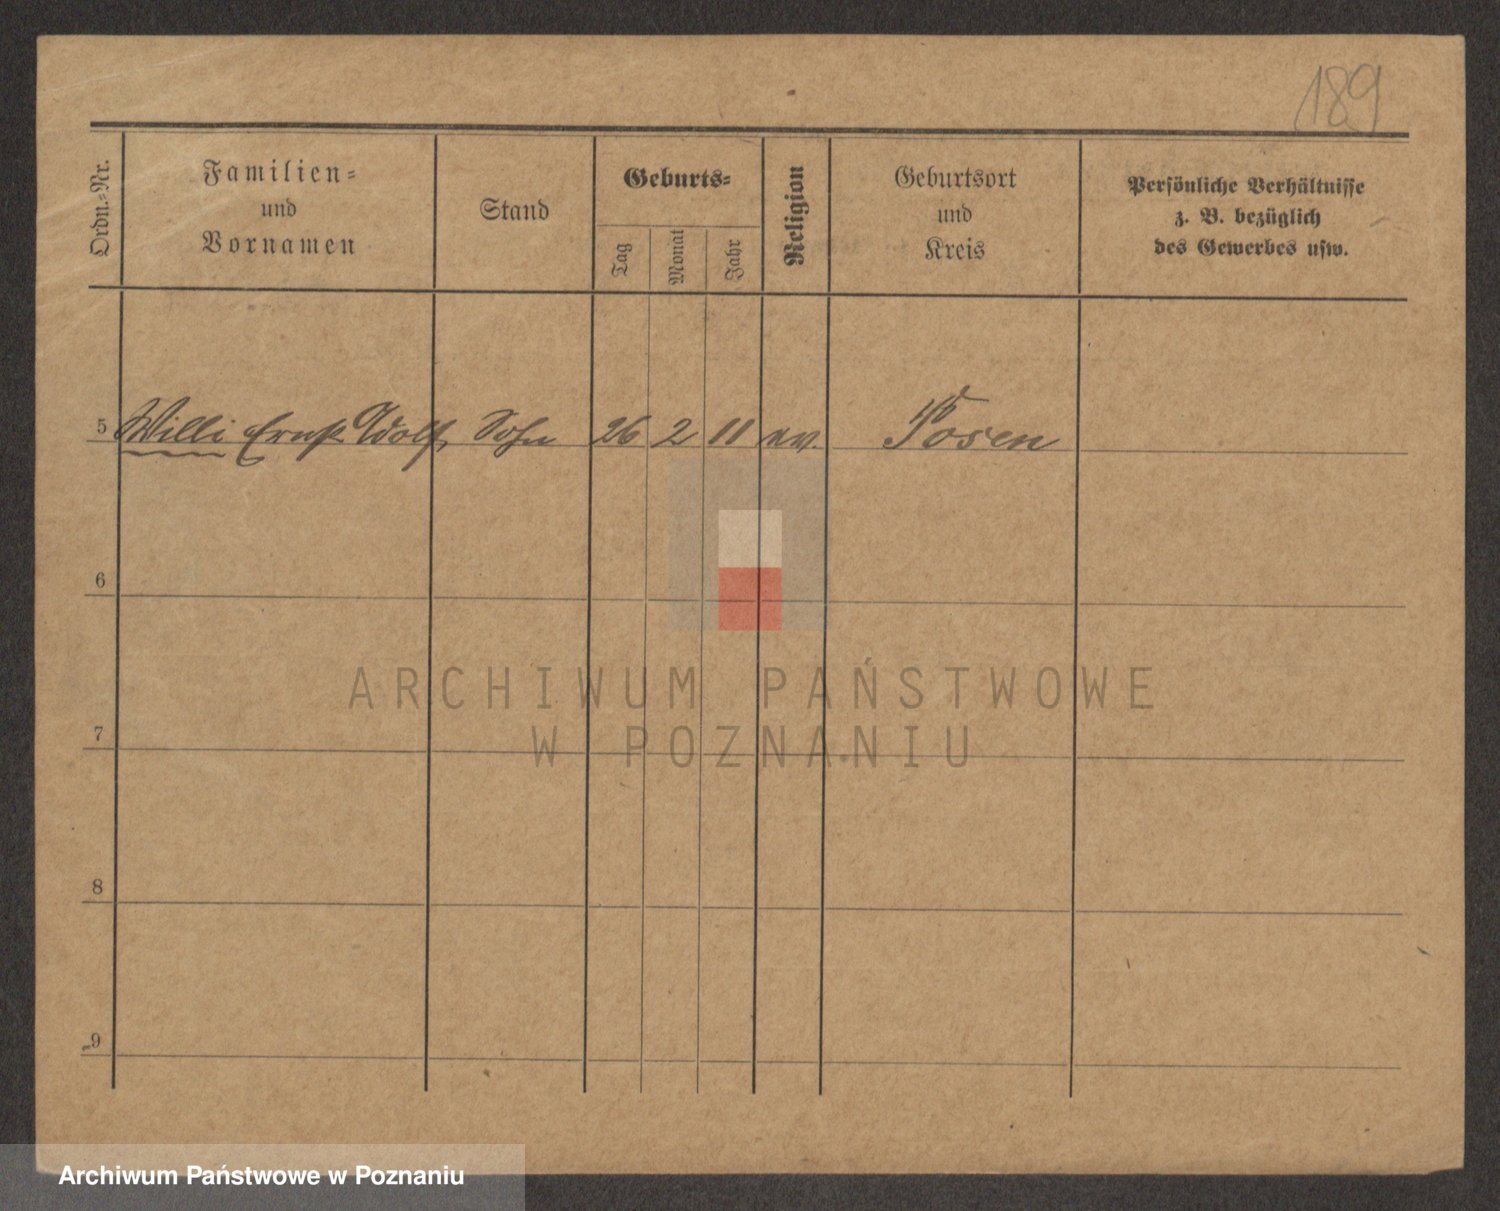 189
Ordn.-Nr.
Familien-
und
Vornamen
Stand
Geburts-
Tag
Monat
Jahr
Religion
Geburtsort
und
Kreis
Persönliche Verhältnisse
z. B. bezüglich
des Gewerbes usw.
5 Willi Ernst Adolf, Sohn 26 2 11 ev. Posen
6
ARCHIWUM PAŃSTWOWE
7
W POZNANIU
8
9
Archiwum Państwowe w Poznaniu